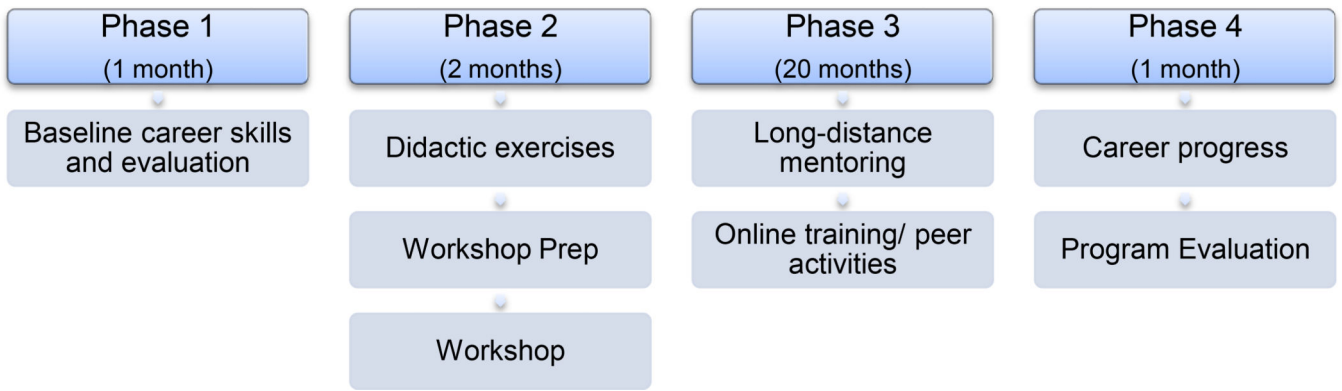 Phase 1
(1 month)
Baseline career skills
and evaluation
Phase 2
(2 months)
Didactic exercises
Workshop Prep
Workshop
Phase 3
(20 months)
Long-distance
mentoring
Online training/ peer
activities
Phase 4
(1 month)
Career progress
Program Evaluation